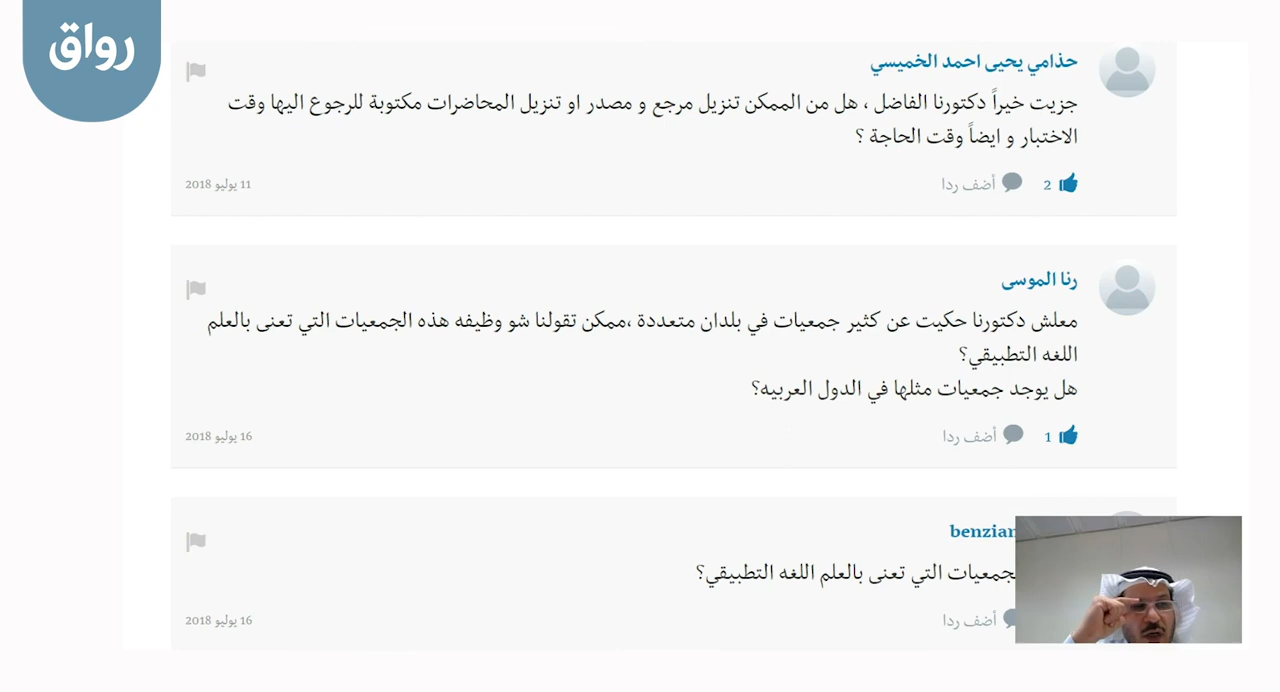 رواق
حذامي يحيى احمد الخميسي
جزيت خيراً دكتورنا الفاضل ، هل من الممكن تنزيل مرجع و مصدر او تنزيل المحاضرات مكتوبة للرجوع اليها وقت
الاختبار و ايضاً وقت الحاجة ؟
2 أضف ردا
11 يوليو 2018
رنا الموسى
معلش دكتورنا حكيت عن كثير جمعيات في بلدان متعددة ،ممكن تقولنا شو وظيفه هذه الجمعيات التي تعنى بالعلم
اللغه التطبيقي؟
هل يوجد جمعيات مثلها في الدول العربيه؟
1 أضف ردا
16 يوليو 2018
benzian
التي تعنى بالعلم اللغه التطبيقي؟
أضف ردا
16 يوليو 2018